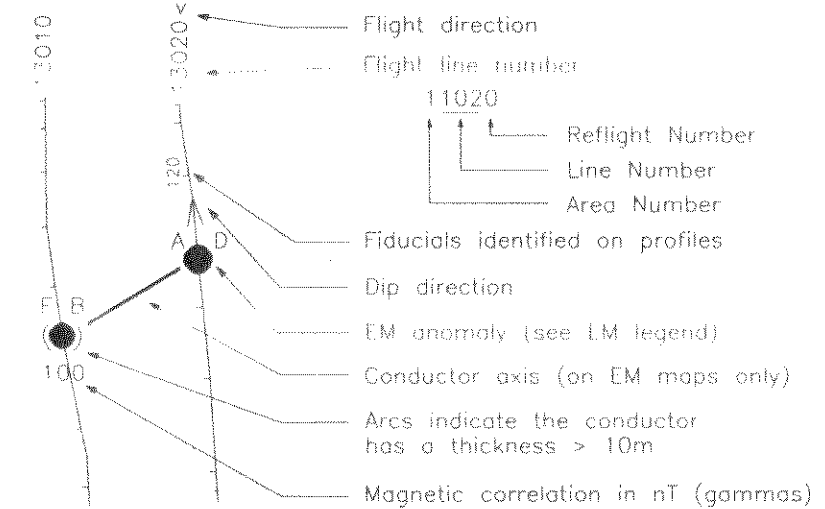 13010
13020 <
Flight direction
Flight line number
11020
Reflight Number
Line Number
Area Number
120
A D
Fiducials identified on profiles
Dip direction
F B
EM anomaly (see EM legend)
100
Conductor axis (on EM maps only)
Arcs indicate the conductor
has a thickness > 10m
Magnetic correlation in nT (gammas)